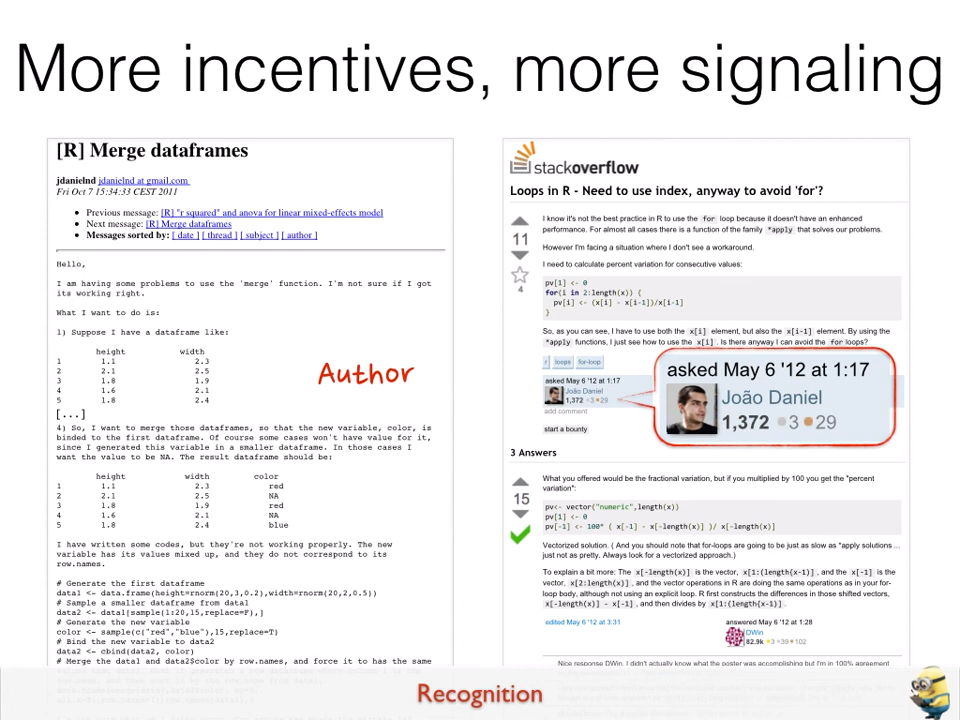 More incentives, more signaling
[R] Merge dataframes
jdanielnd jdanielnd at gmail.com
Fri Oct 7 15:34:33 CEST 2011
Previous message: [R] "r squared" and anova for linear mixed-effects model
Next message: [R] Merge dataframes
Messages sorted by: [ date ] [ thread ] [ subject ] [ author ]
Hello,
I am having some problems to use the 'merge' function. I'm not sure if I got
its working right.
What I want to do is:
1) Suppose I have a dataframe like:
height width
1 1.1 2.3
2 2.1 2.5
3 1.8 1.9
4 1.6 2.1
5 1.8 2.4
[...]
4) So, I want to merge those dataframes, so that the new variable, color, is
binded to the first dataframe. Of course some cases won't have value for it,
since I generated this variable in a smaller dataframe. In those cases I
want the value to be NA. The result dataframe should be:
height width color
1 1.1 2.3 red
2 2.1 2.5 NA
3 1.8 1.9 red
4 1.6 2.1 NA
5 1.8 2.4 blue
I have written some codes, but they're not working properly. The new
variable has its values mixed up, and they do not correspond to its
row.names.
# Generate the first dataframe
data1 <- data.frame(height=rnorm(20,3,0.2),width=rnorm(20,2,0.5))
# Sample a smaller dataframe from data1
data2 <- data1[sample(1:20,15,replace=F),]
# Generate the new variable
color <- sample(c("red","blue"),15,replace=T)
# Bind the new variable to data2
data2 <- cbind(data2, color)
# Merge the data1 and data2$color by row.names, and force it to has the same
Author
stackoverflow
Loops in R - Need to use index, anyway to avoid 'for'?
11
4
I know it's not the best practice in R to use the for loop because it doesn't have an enhanced
performance. For almost all cases there is a function of the family *apply that solves our problems.
However I'm facing a situation where I don't see a workaround.
I need to calculate percent variation for consecutive values:
pv[1] <- 0
for(i in 2:length(x)) {
pv[i] <- (x[i] - x[i-1])/x[i-1]
}
So, as you can see, I have to use both the x[i] element, but also the x[i-1] element. By using the
*apply functions, I just see how to use the x[i]. Is there anyway I can avoid the for loops?
r loops for-loop
asked May 6 '12 at 1:17
João Daniel
1,372 3 29
add comment
start a bounty
asked May 6 '12 at 1:17
João Daniel
1,372 3 29
3 Answers
15
What you offered would be the fractional variation, but if you multiplied by 100 you get the "percent
variation":
pv<- vector("numeric",length(x))
pv[1] <- 0
pv[-1] <- 100* ( x[-1] - x[-length(x)] )/ x[-length(x)]
Vectorized solution. ( And you should note that for-loops are going to be just as slow as *apply solutions ...
just not as pretty. Always look for a vectorized approach.)
To explain a bit more: The x[-length(x)] is the vector, x[1:(length{x-1)], and the x[-1] is the
vector, x[2:length(x)], and the vector operations in R are doing the same operations as in your for-
loop body, although not using an explicit loop. R first constructs the differences in those shifted vectors,
x[-length(x)] - x[-1], and then divides by x[1:(length{x-1)].
edited May 6 at 3:31
answered May 6 '12 at 1:28
DWin
82.9k 3 39 102
Nice response DWin. I didn't actually know what the poster was accomplishing but I'm in 100% agreement
Recognition